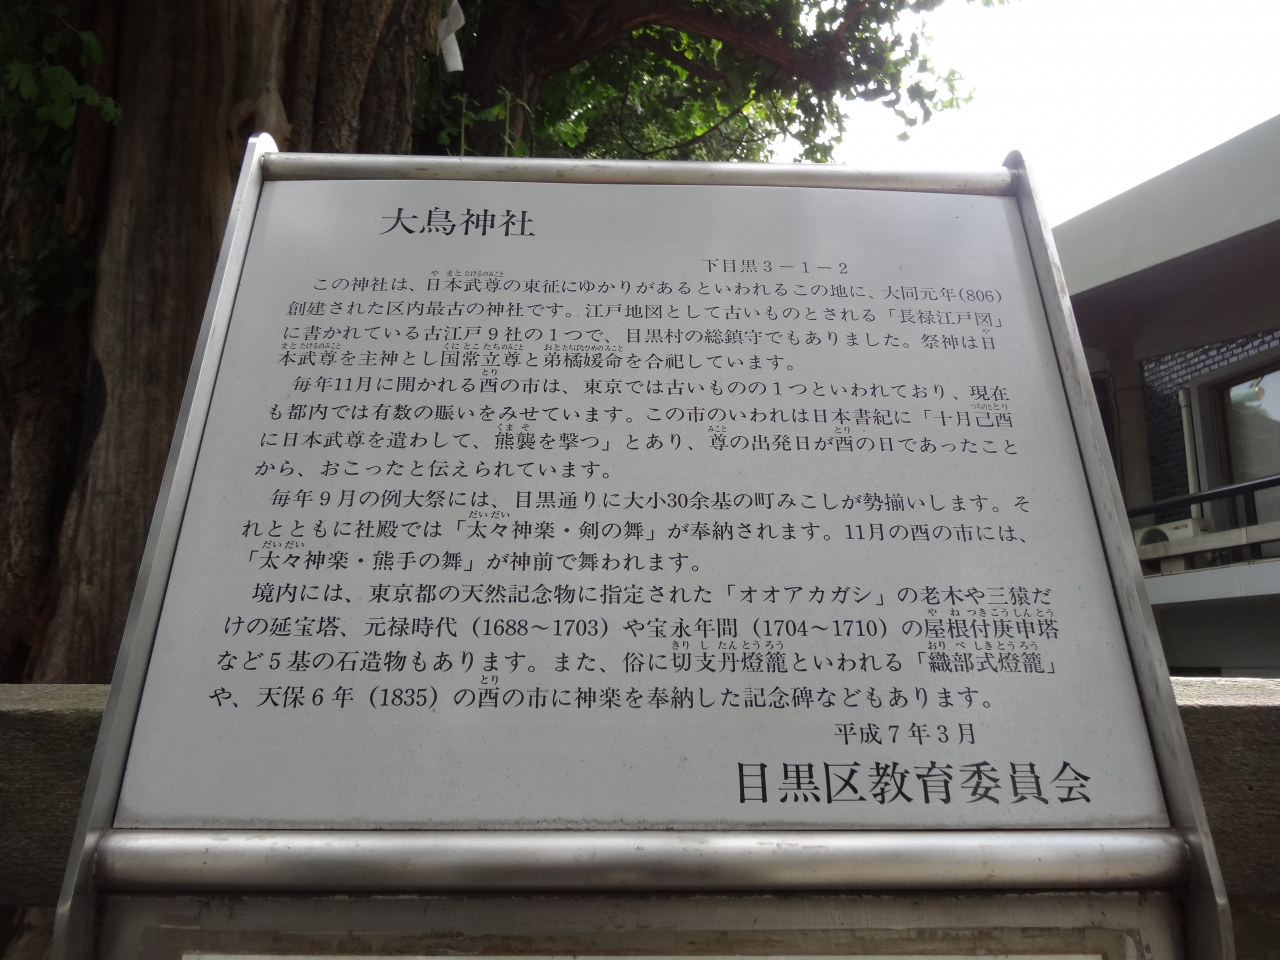 大鳥神社
下目黒3－1－2
この神社は、日本武尊の東征にゆかりがあるといわれるこの地に、大同元年(806)
創建された区内最古の神社です。江戸地図として古いものとされる「長禄江戸図」
に書かれている古江戸9社の1つで、目黒村の総鎮守でもありました。祭神は日
本武尊を主神とし国常立尊と弟橘媛命を合祀しています。
毎年11月に開かれる酉の市は、東京では古いものの1つといわれており、現在
も都内では有数の賑いをみせています。この市のいわれは日本書紀に「十月己酉
に日本武尊を遣わして、熊襲を撃つ」とあり、尊の出発日が酉の日であったこと
から、おこったと伝えられています。
毎年9月の例大祭には、目黒通りに大小30余基の町みこしが勢揃いします。そ
れとともに社殿では「太々神楽・剣の舞」が奉納されます。11月の酉の市には、
「太々神楽・熊手の舞」が神前で舞われます。
境内には、東京都の天然記念物に指定された「オオアカガシ」の老木や三猿だ
けの延宝塔、元禄時代（1688～1703）や宝永年間（1704～1710）の屋根付庚申塔
など5基の石造物もあります。また、俗に切支丹燈籠といわれる「織部式燈籠」
や、天保6年（1835）の酉の市に神楽を奉納した記念碑などもあります。
平成7年3月
目黒区教育委員会